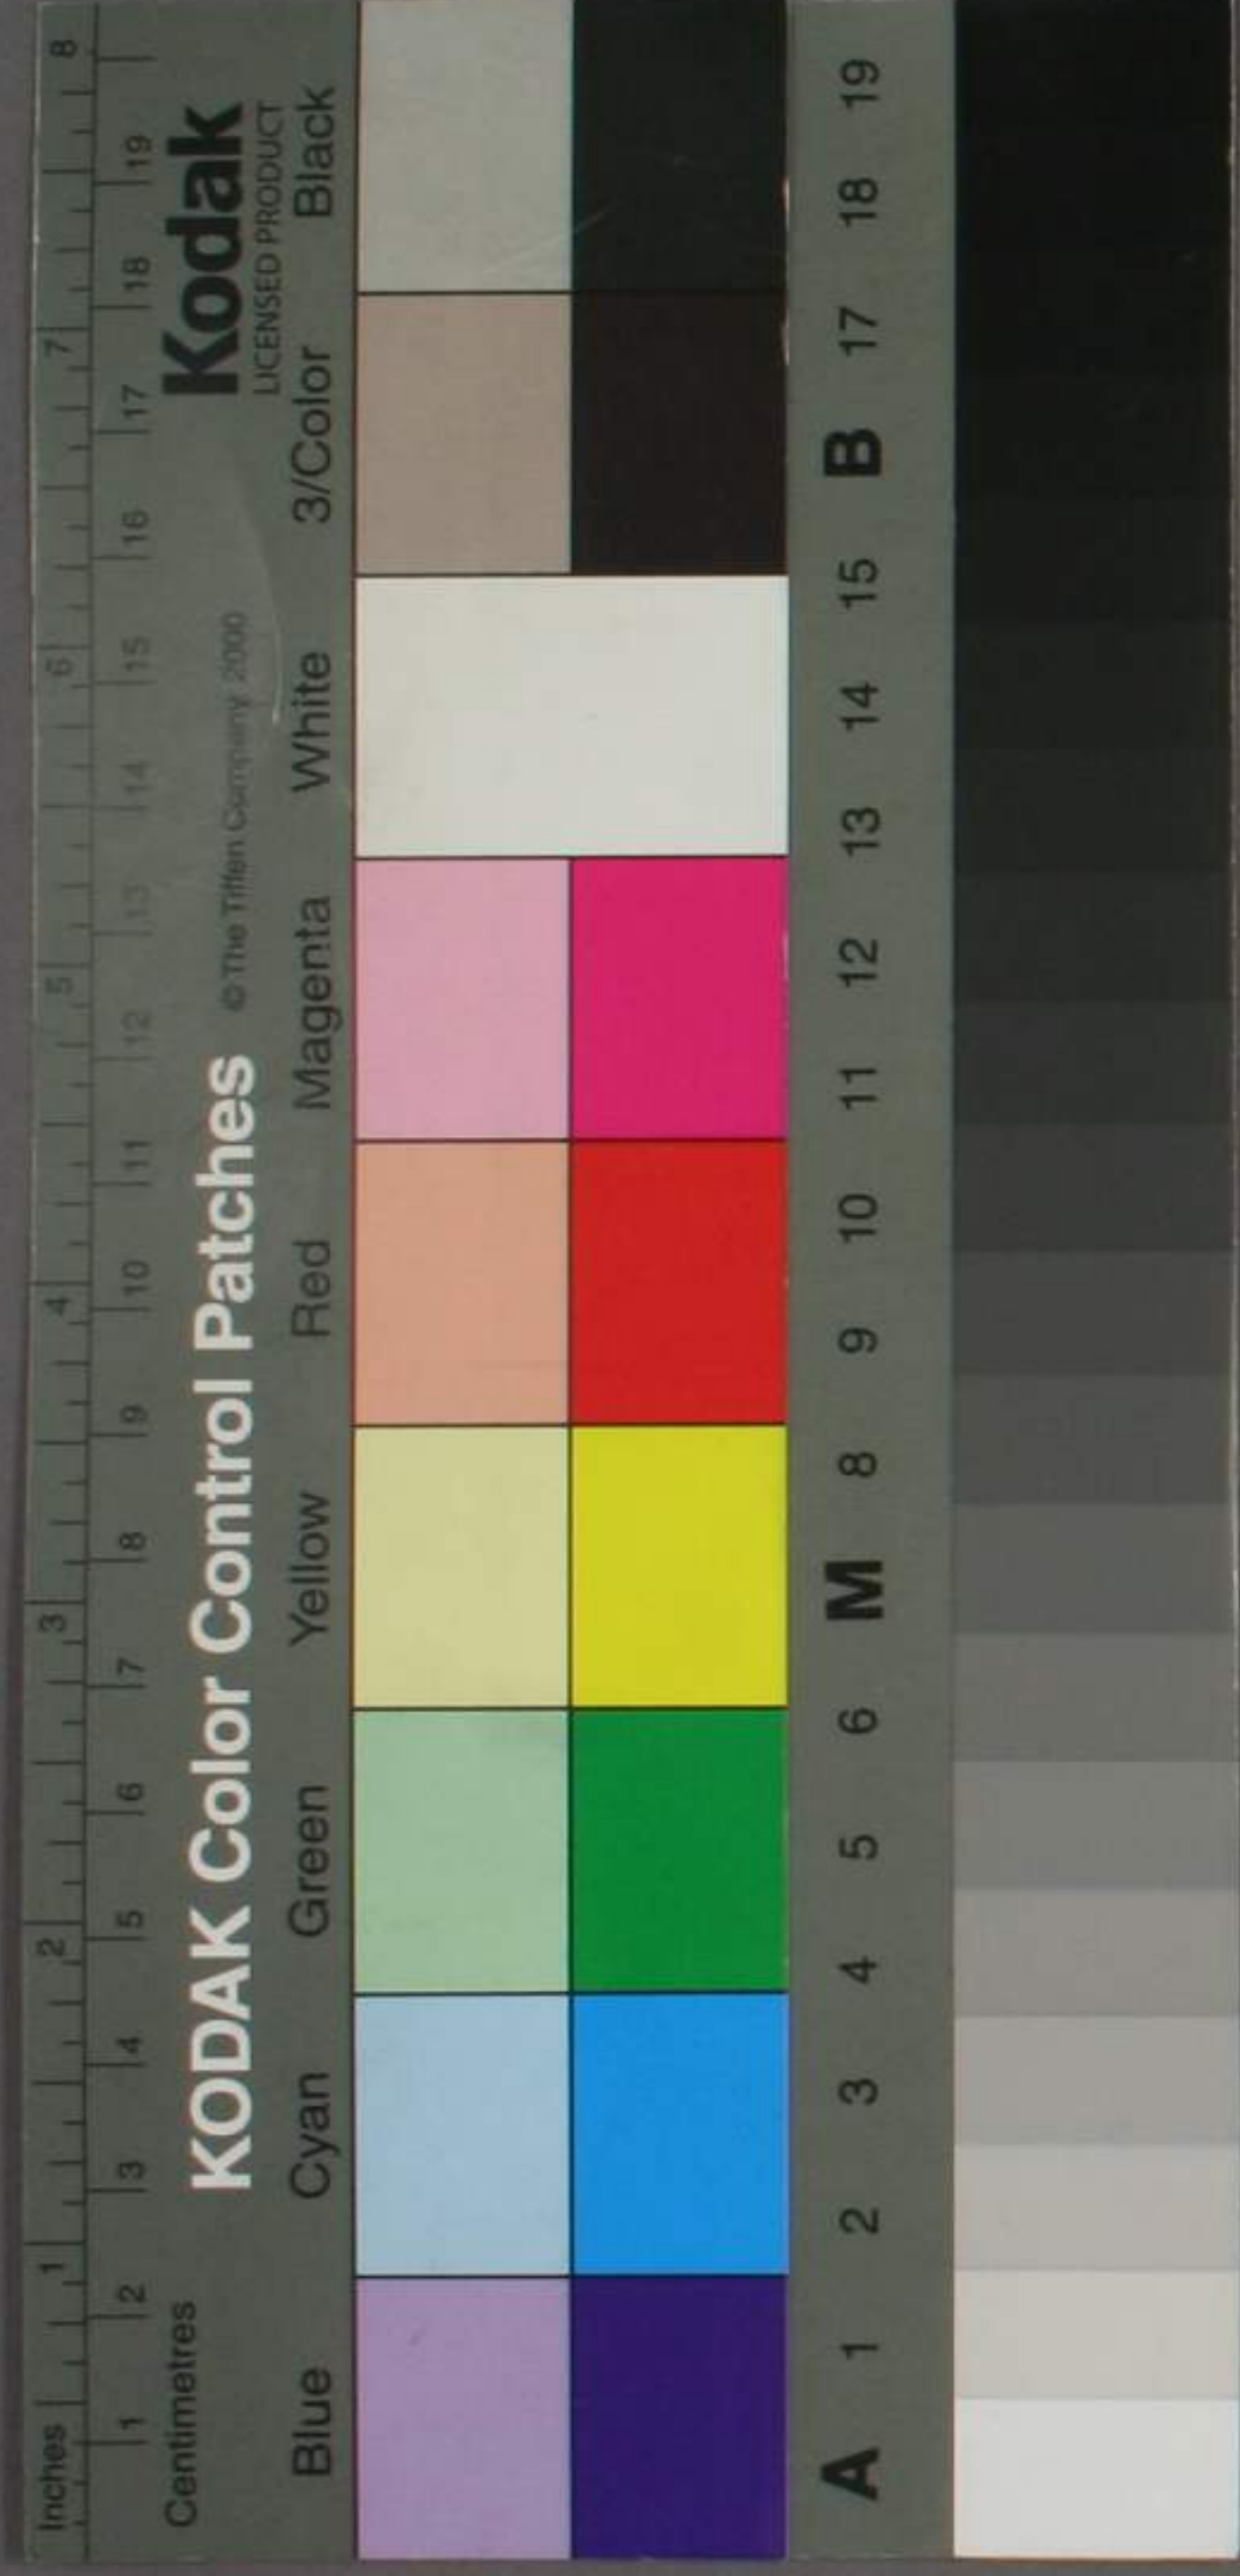 Inches 1 2 3 4 5 6 7 8
Centimetres 1 2 3 4 5 6 7 8 9 10 11 12 13 14 15 16 17 18 19
KODAK Color Control Patches © The Tiffen Company 2000 Kodak
LICENSED PRODUCT
Blue Cyan Green Yellow Red Magenta White 3/Color Black
A 1 2 3 4 5 6 M 8 9 10 11 12 13 14 15 B 17 18 19